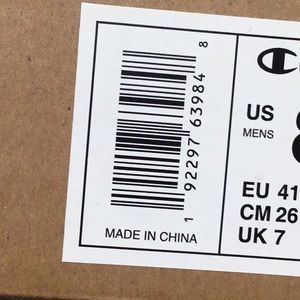 1 92297 63984 8
MADE IN CHINA
US
MENS
EU 41
CM 26
UK 7